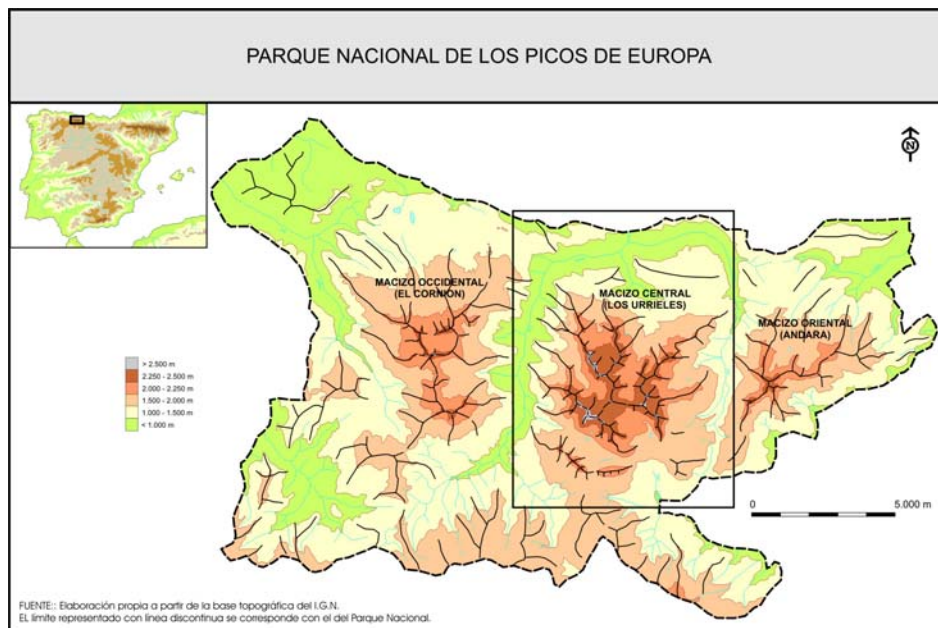 PARQUE NACIONAL DE LOS PICOS DE EUROPA
N
MACIZO OCCIDENTAL
(EL CORNIÓN)
MACIZO CENTRAL
(LOS URRIELES)
MACIZO ORIENTAL
(ANDARA)
> 2.500 m
2.250 - 2.500 m
2.000 - 2.250 m
1.500 - 2.000 m
1.000 - 1.500 m
< 1.000 m
0 5.000 m
FUENTE:: Elaboración propia a partir de la base topográfica del I.G.N.
EL límite representado con línea discontinua se corresponde con el del Parque Nacional.